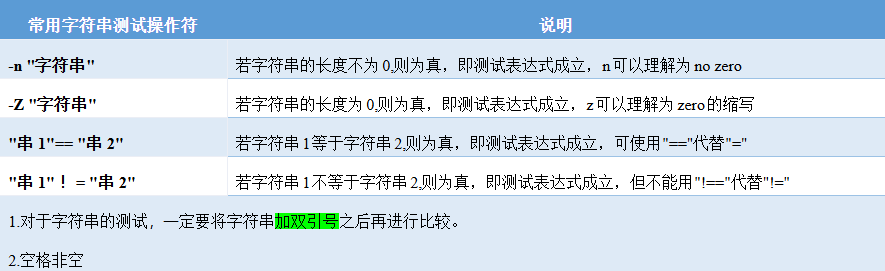 常用字符串测试操作符 说明
-n "字符串" 若字符串的长度不为 0,则为真，即测试表达式成立，n 可以理解为 no zero
-Z "字符串" 若字符串的长度为 0,则为真，即测试表达式成立，z 可以理解为 zero 的缩写
"串 1"== "串 2" 若字符串 1 等于字符串 2,则为真，即测试表达式成立，可使用"=="代替"="
"串 1"！= "串 2" 若字符串 1 不等于字符串 2,则为真，即测试表达式成立，但不能用"!=="代替"!="
1.对于字符串的测试，一定要将字符串加双引号之后再进行比较。
2.空格非空